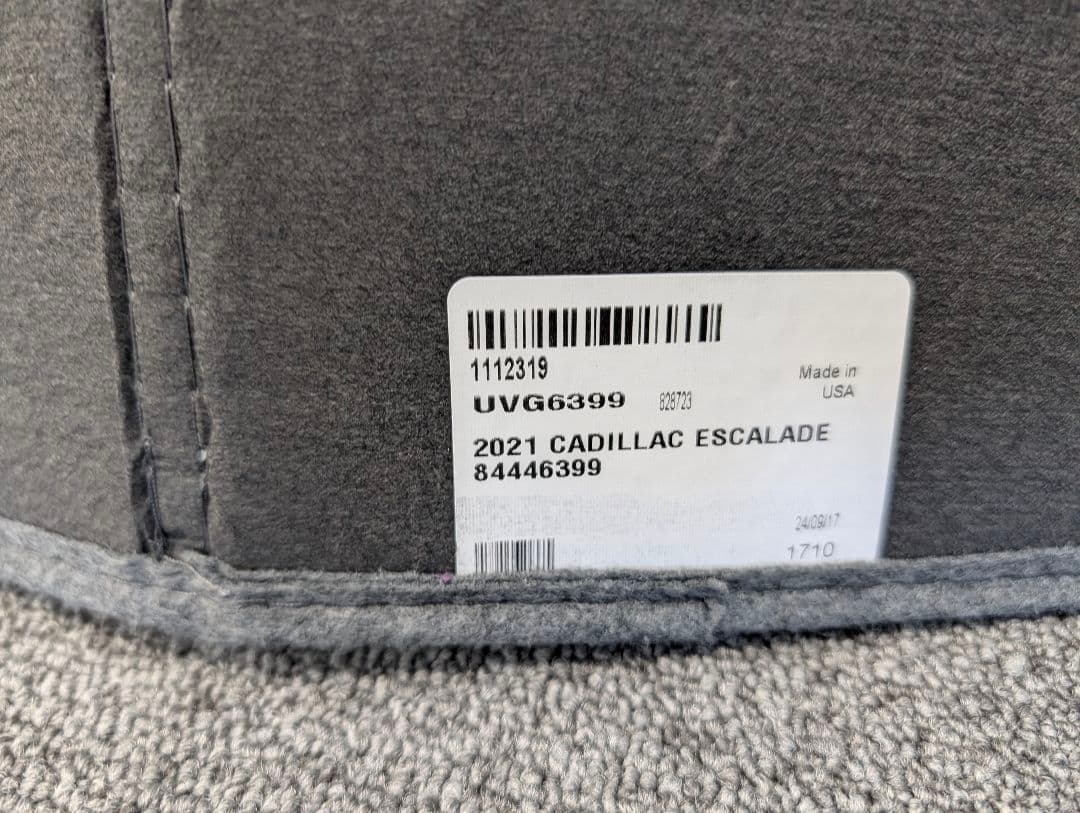 1112319
Made in
USA
UVG6399 828723
2021 CADILLAC ESCALADE
84446399
24/09/17
1710